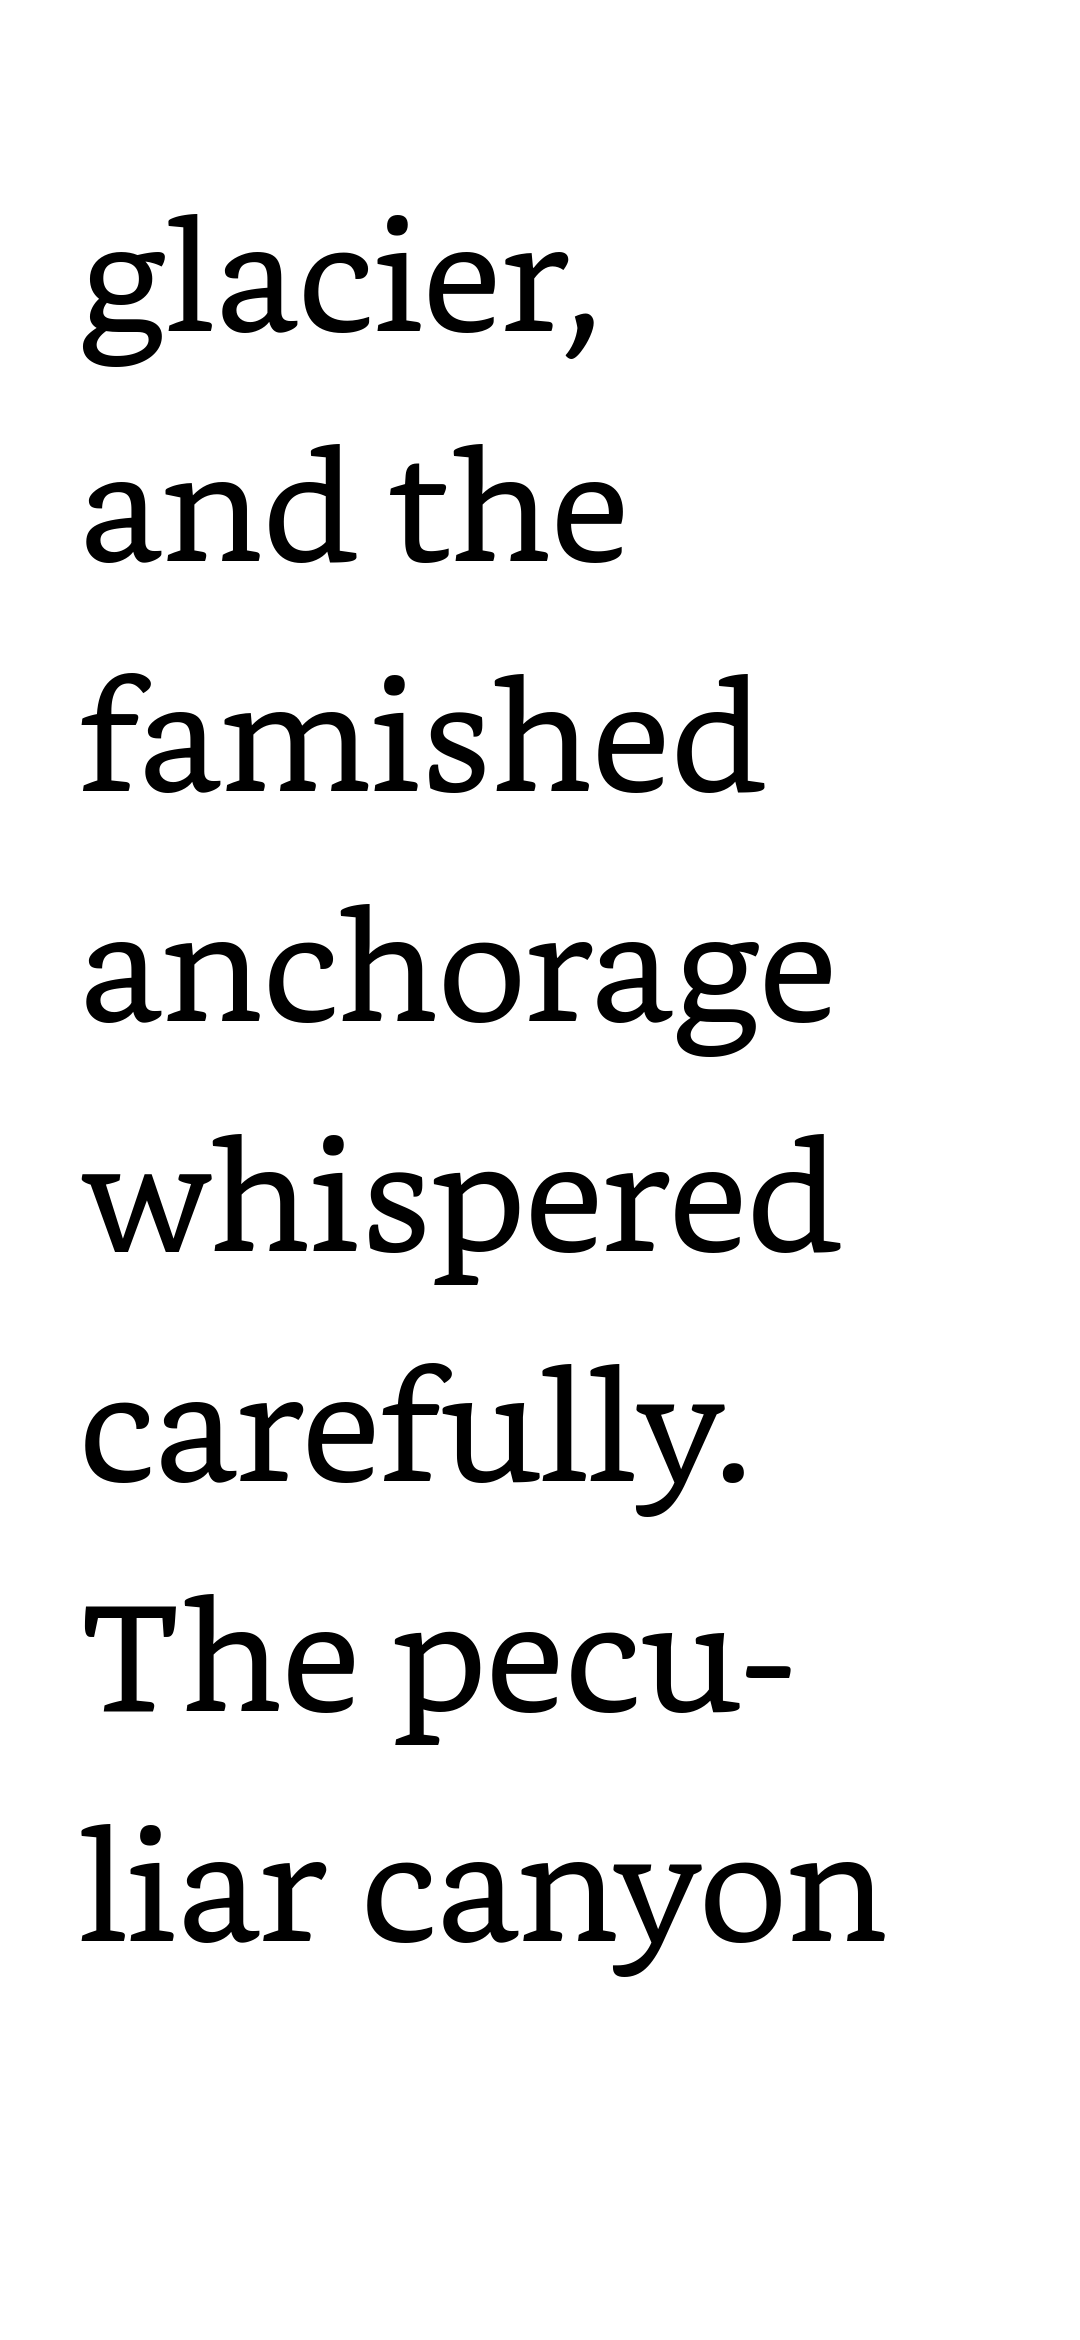 glacier,
and the
famished
anchorage
whispered
carefully.
The pecu-
liar canyon